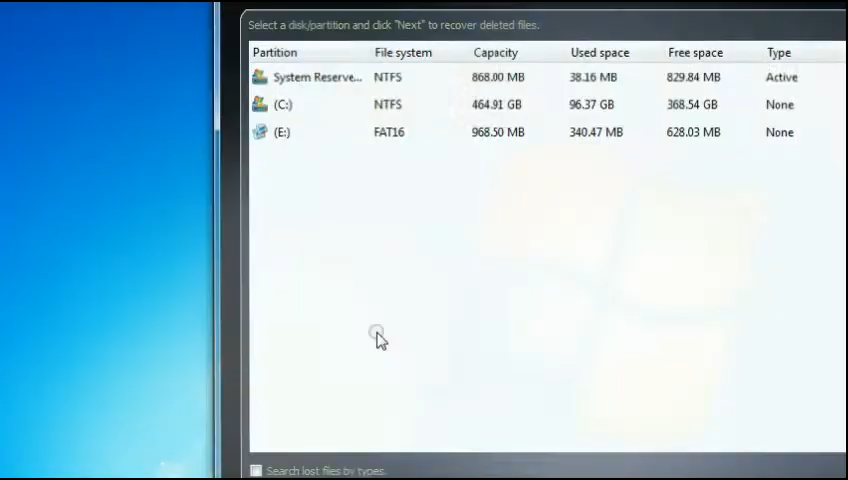 Select a disk/partition and click "Next" to recover deleted files.
Partition File system Capacity Used space Free space Type
System Reserve... NTFS 868.00 MB 38.16 MB 829.84 MB Active
(C:) NTFS 464.91 GB 96.37 GB 368.54 GB None
(E:) FAT16 968.50 MB 340.47 MB 628.03 MB None
Search lost files by types.